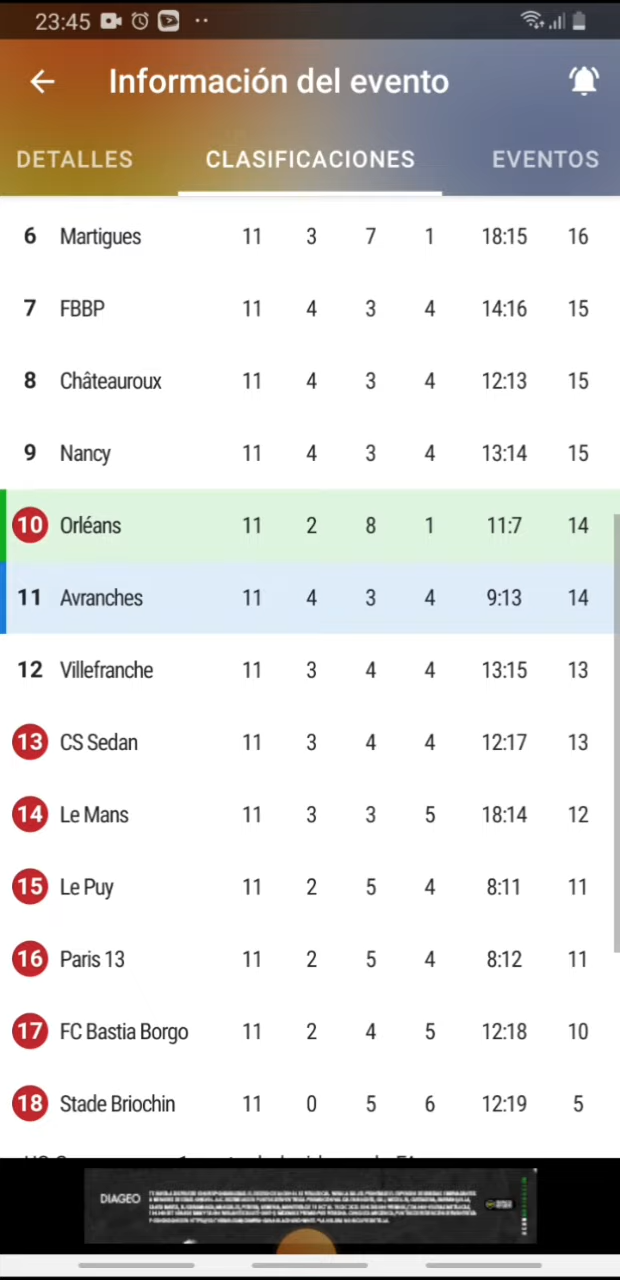 23:45
Información del evento
DETALLES CLASIFICACIONES EVENTOS
6 Martigues 11 3 7 1 18:15 16
7 FBBP 11 4 3 4 14:16 15
8 Châteauroux 11 4 3 4 12:13 15
9 Nancy 11 4 3 4 13:14 15
10 Orléans 11 2 8 1 11:7 14
11 Avranches 11 4 3 4 9:13 14
12 Villefranche 11 3 4 4 13:15 13
13 CS Sedan 11 3 4 4 12:17 13
14 Le Mans 11 3 3 5 18:14 12
15 Le Puy 11 2 5 4 8:11 11
16 Paris 13 11 2 5 4 8:12 11
17 FC Bastia Borgo 11 2 4 5 12:18 10
18 Stade Briochin 11 0 5 6 12:19 5
DIAGEO